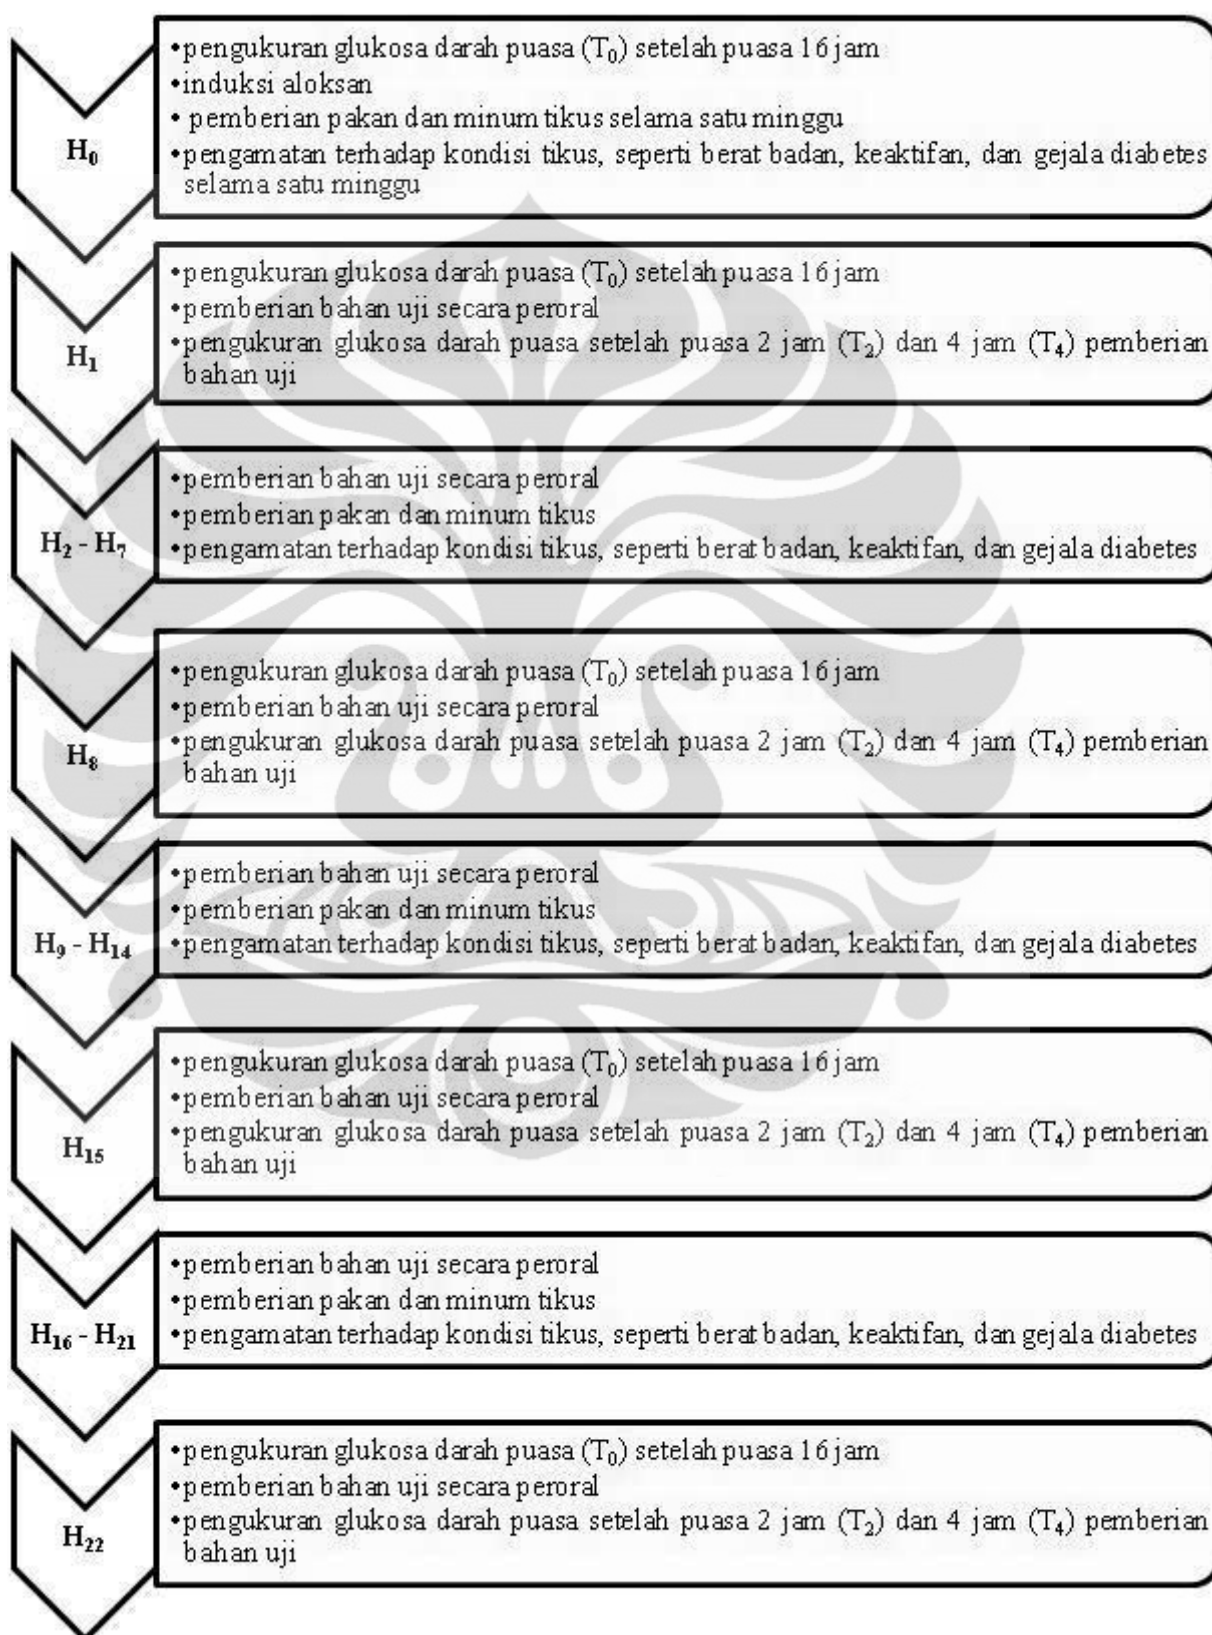 H₀
•pengukuran glukosa darah puasa (T₀) setelah puasa 16 jam
•induksi aloksan
• pemberian pakan dan minum tikus selama satu minggu
•pengamatan terhadap kondisi tikus, seperti berat badan, keaktifan, dan gejala diabetes
selama satu minggu
H₁
•pengukuran glukosa darah puasa (T₀) setelah puasa 16 jam
•pemberian bahan uji secara peroral
•pengukuran glukosa darah puasa setelah puasa 2 jam (T₂) dan 4 jam (T₄) pemberian
bahan uji
H₂ - H₇
•pemberian bahan uji secara peroral
•pemberian pakan dan minum tikus
•pengamatan terhadap kondisi tikus, seperti berat badan, keaktifan, dan gejala diabetes
H₈
•pengukuran glukosa darah puasa (T₀) setelah puasa 16 jam
•pemberian bahan uji secara peroral
•pengukuran glukosa darah puasa setelah puasa 2 jam (T₂) dan 4 jam (T₄) pemberian
bahan uji
H₉ - H₁₄
•pemberian bahan uji secara peroral
•pemberian pakan dan minum tikus
•pengamatan terhadap kondisi tikus, seperti berat badan, keaktifan, dan gejala diabetes
H₁₅
•pengukuran glukosa darah puasa (T₀) setelah puasa 16 jam
•pemberian bahan uji secara peroral
•pengukuran glukosa darah puasa setelah puasa 2 jam (T₂) dan 4 jam (T₄) pemberian
bahan uji
H₁₆ - H₂₁
•pemberian bahan uji secara peroral
•pemberian pakan dan minum tikus
•pengamatan terhadap kondisi tikus, seperti berat badan, keaktifan, dan gejala diabetes
H₂₂
•pengukuran glukosa darah puasa (T₀) setelah puasa 16 jam
•pemberian bahan uji secara peroral
•pengukuran glukosa darah puasa setelah puasa 2 jam (T₂) dan 4 jam (T₄) pemberian
bahan uji